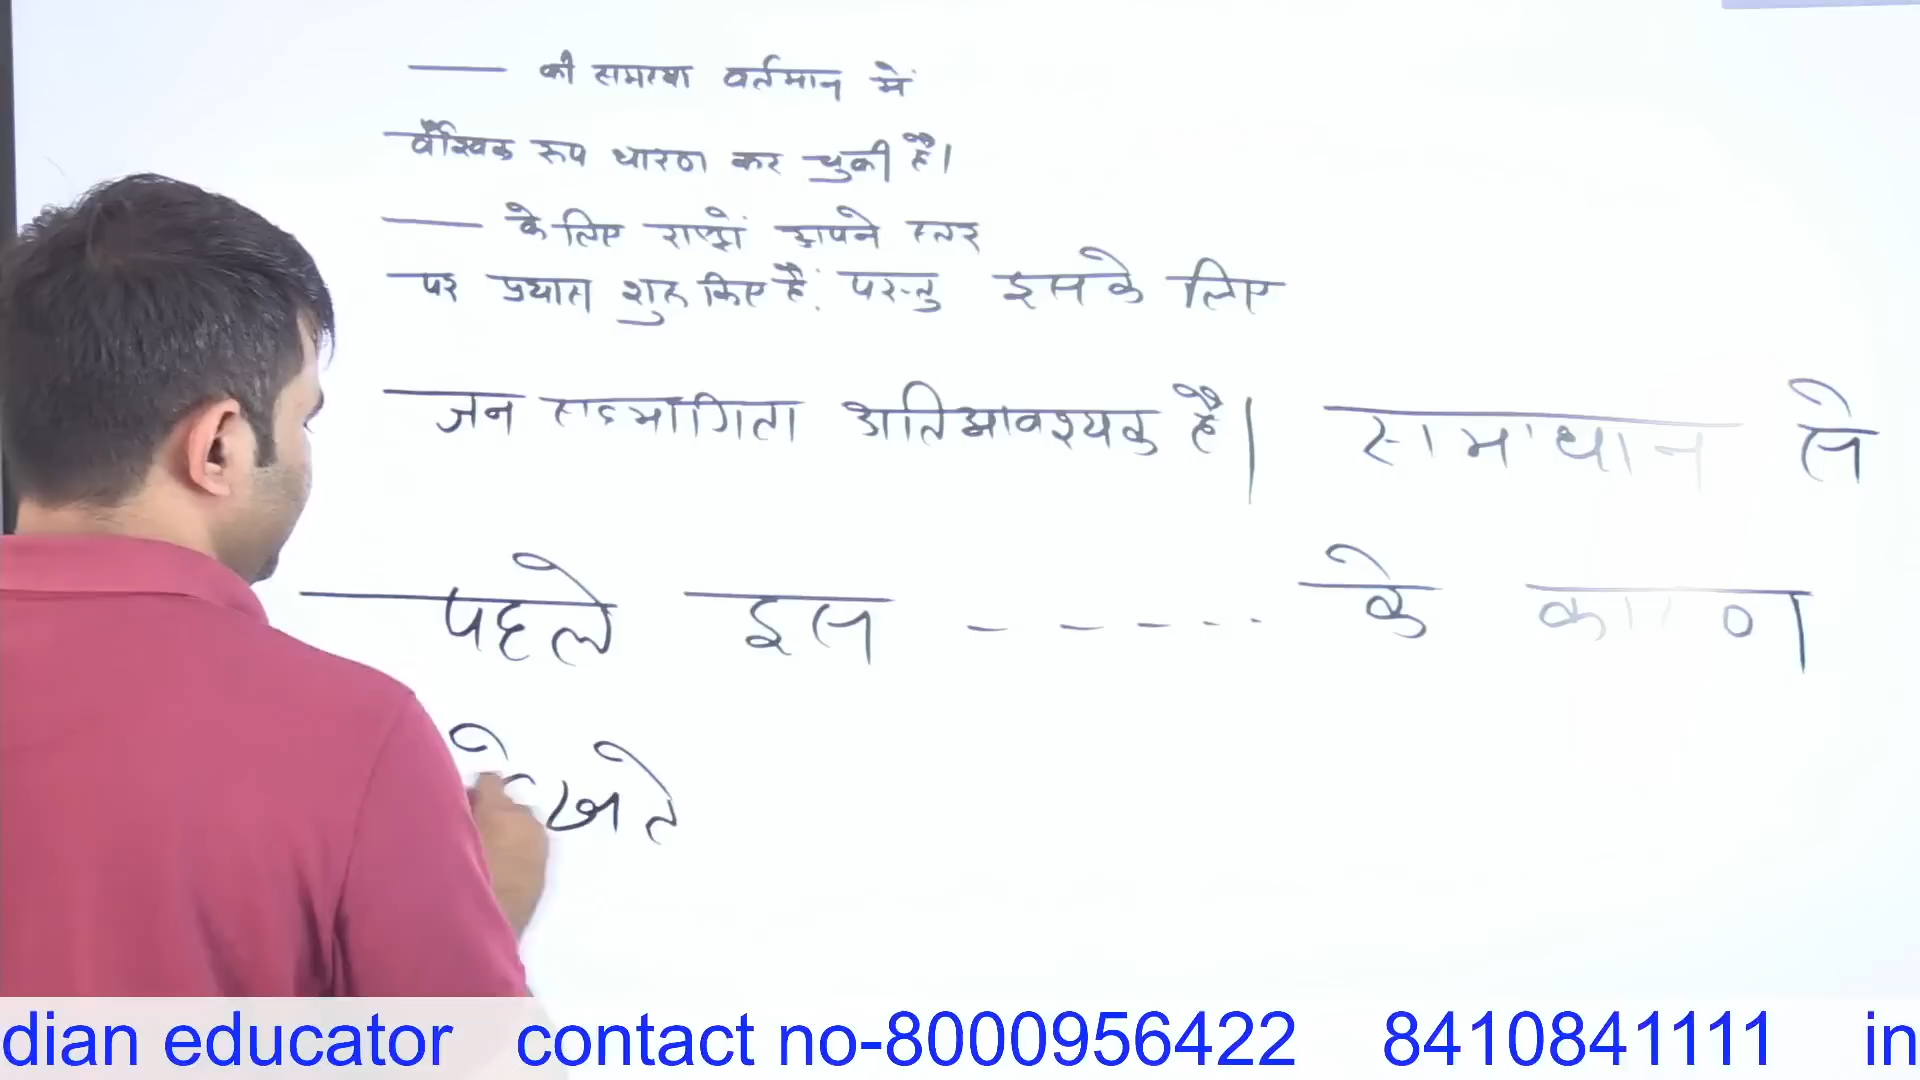 —— की समस्या वर्तमान में
वैश्विक रूप धारण कर चुकी है।
—— के लिए राष्ट्रों अपने स्तर
पर प्रयास शुरू किए हैं. परन्तु इसके लिए
जन सहभागिता अतिआवश्यक है। समाधान से
पहले इस - - - - - - के कारण
देखते
dian educator contact no-8000956422 8410841111 in